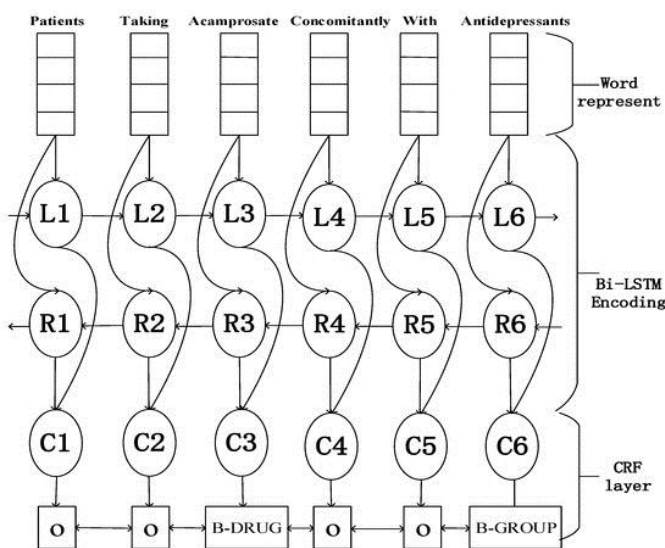 Patients Taking Acamprosate Concomitantly With Antidepressants
Word
represent
L1 L2 L3 L4 L5 L6
Bi-LSTM
Encoding
R1 R2 R3 R4 R5 R6
C1 C2 C3 C4 C5 C6
CRF
layer
O O B-DRUG O O B-GROUP